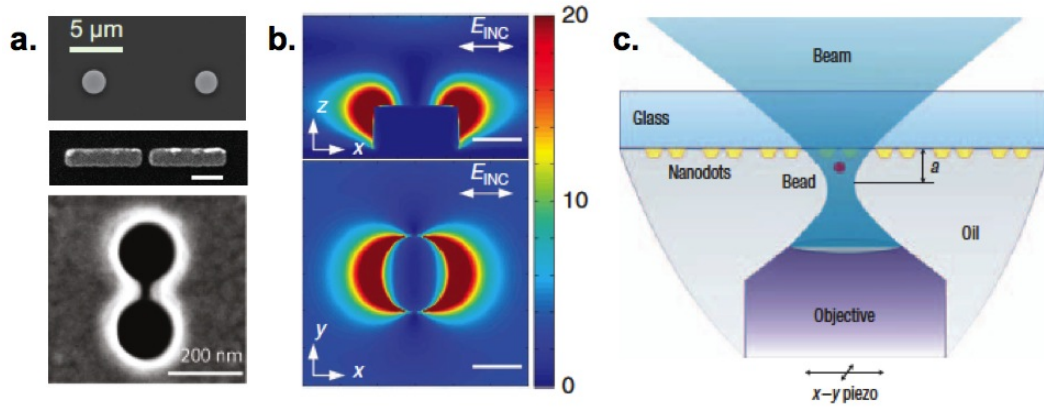 a.
5 µm
200 nm
b.
E_INC
z
x
E_INC
y
x
20
10
0
c.
Beam
Glass
Nanodots
Bead
a
Oil
Objective
x–y piezo